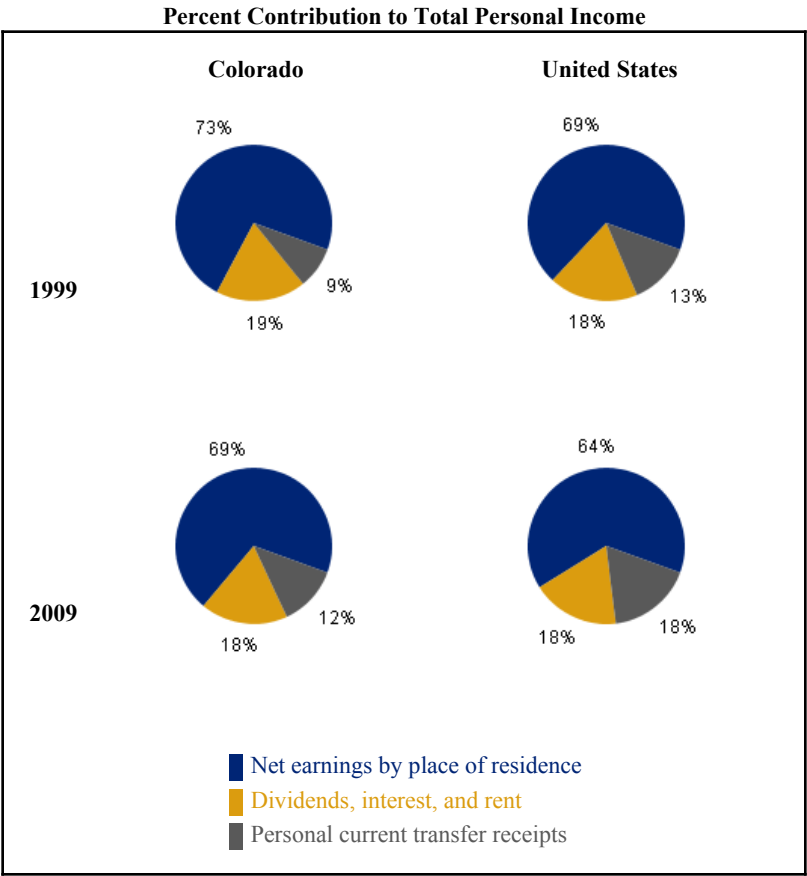 Percent Contribution to Total Personal Income
Colorado
United States
73%
69%
1999
9%
13%
19%
18%
69%
64%
2009
12%
18%
18%
18%
Net earnings by place of residence
Dividends, interest, and rent
Personal current transfer receipts